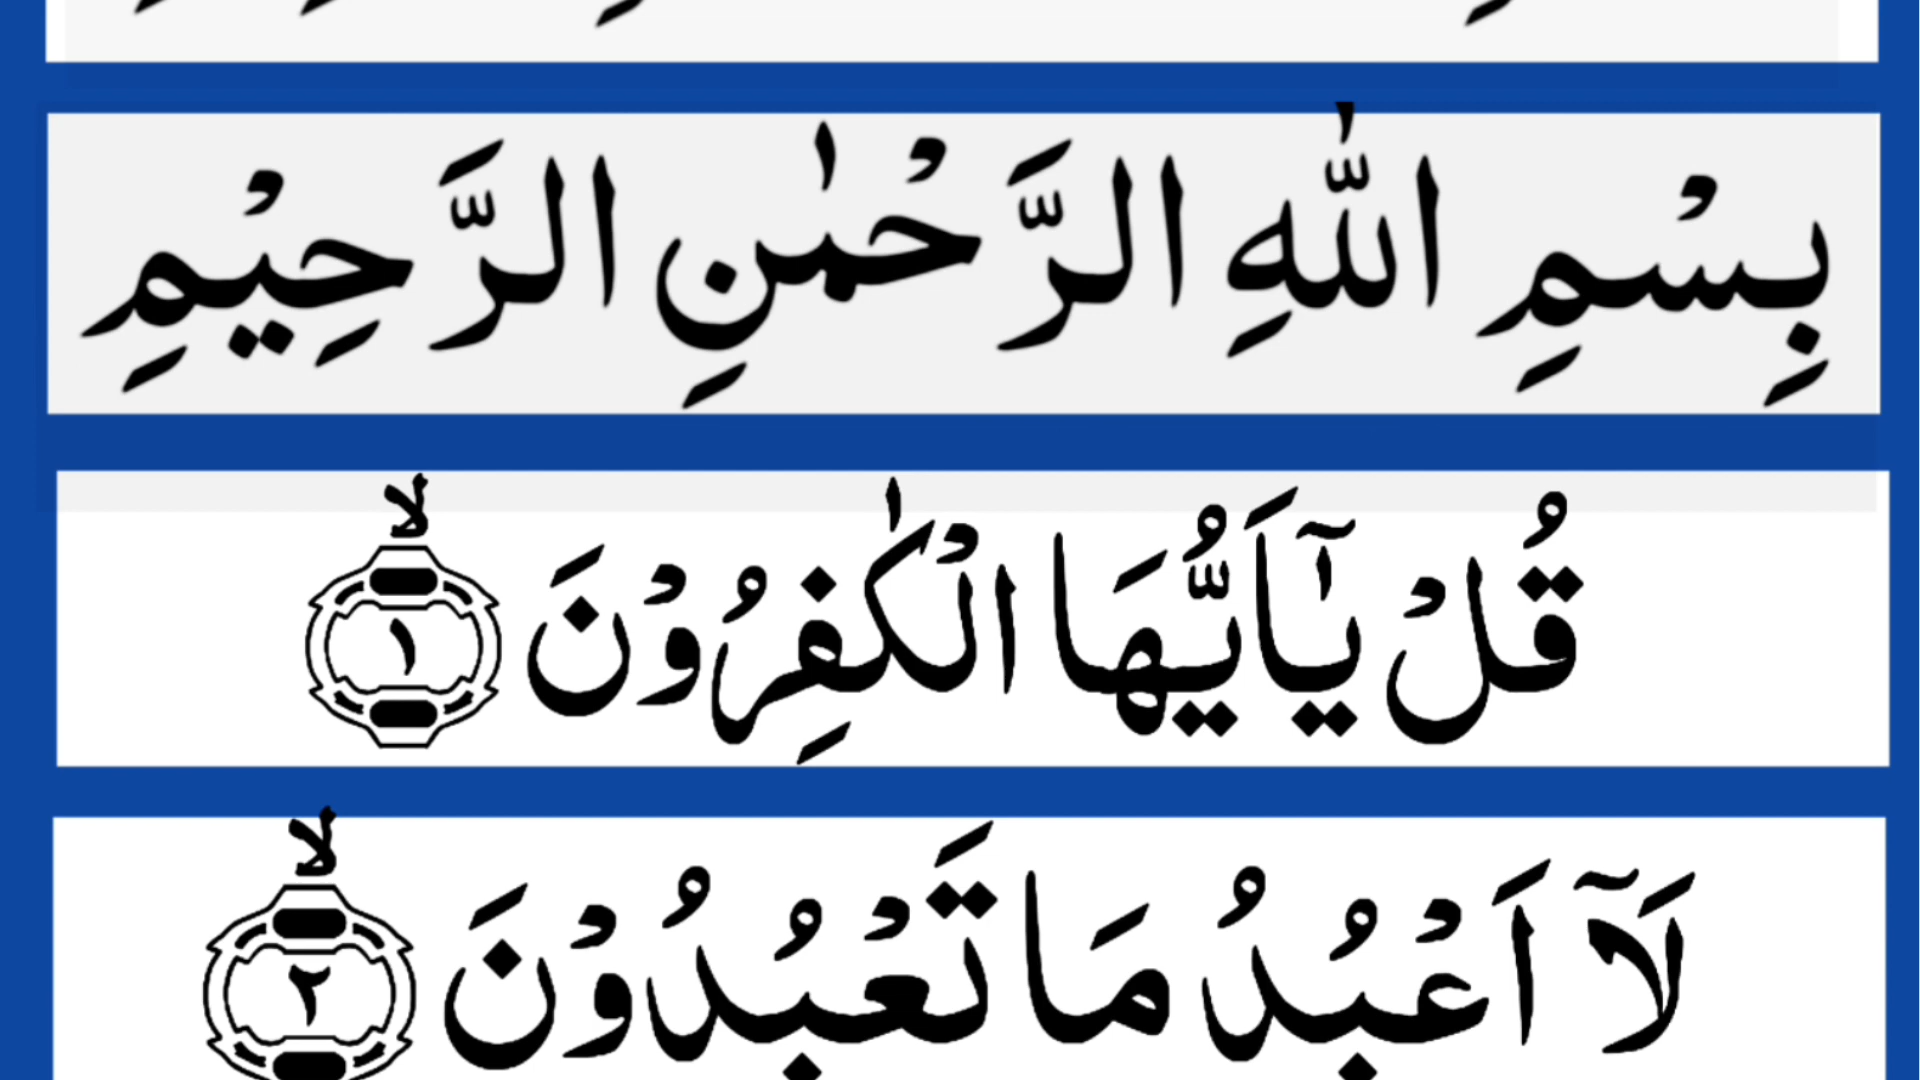 بِسْمِ اللّٰهِ الرَّحْمٰنِ الرَّحِيْمِ
قُلْ يٰٓاَيُّهَا الْكٰفِرُوْنَ ۙ‏﴿۱﴾
لَآ اَعْبُدُ مَا تَعْبُدُوْنَ ۙ‏﴿۲﴾